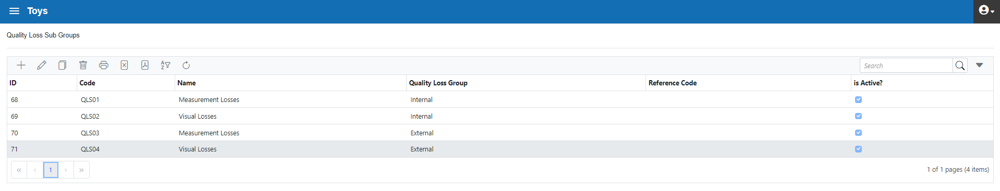 Toys
Quality Loss Sub Groups
A
Z
Search
ID Code Name Quality Loss Group Reference Code is Active?
68 QLS01 Measurement Losses Internal
69 QLS02 Visual Losses Internal
70 QLS03 Measurement Losses External
71 QLS04 Visual Losses External
« ‹ 1 › » 1 of 1 pages (4 items)